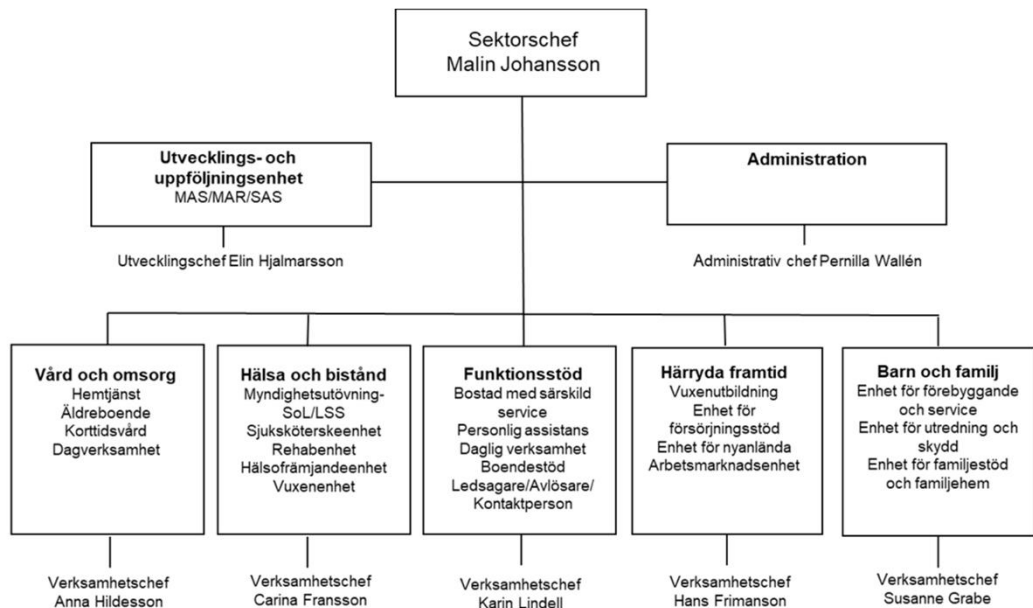 Sektorschef
Malin Johansson
Utvecklings- och
uppföljningsenhet
MAS/MAR/SAS
Utvecklingschef Elin Hjalmarsson
Administration
Administrativ chef Pernilla Wallén
Vård och omsorg
Hemtjänst
Äldreboende
Korttidsvård
Dagverksamhet
Verksamhetschef
Anna Hildesson
Hälsa och bistånd
Myndighetsutövning-
SoL/LSS
Sjuksköterskeenhet
Rehabenhet
Hälsofrämjandeenhet
Vuxenenhet
Verksamhetschef
Carina Fransson
Funktionsstöd
Bostad med särskild
service
Personlig assistans
Daglig verksamhet
Boendestöd
Ledsagare/Avlösare/
Kontaktperson
Verksamhetschef
Karin Lindell
Härryda framtid
Vuxenutbildning
Enhet för
försörjningsstöd
Enhet för nyanlända
Arbetsmarknadsenhet
Verksamhetschef
Hans Frimanson
Barn och familj
Enhet för förebyggande
och service
Enhet för utredning och
skydd
Enhet för familjestöd
och familjehem
Verksamhetschef
Susanne Grabe